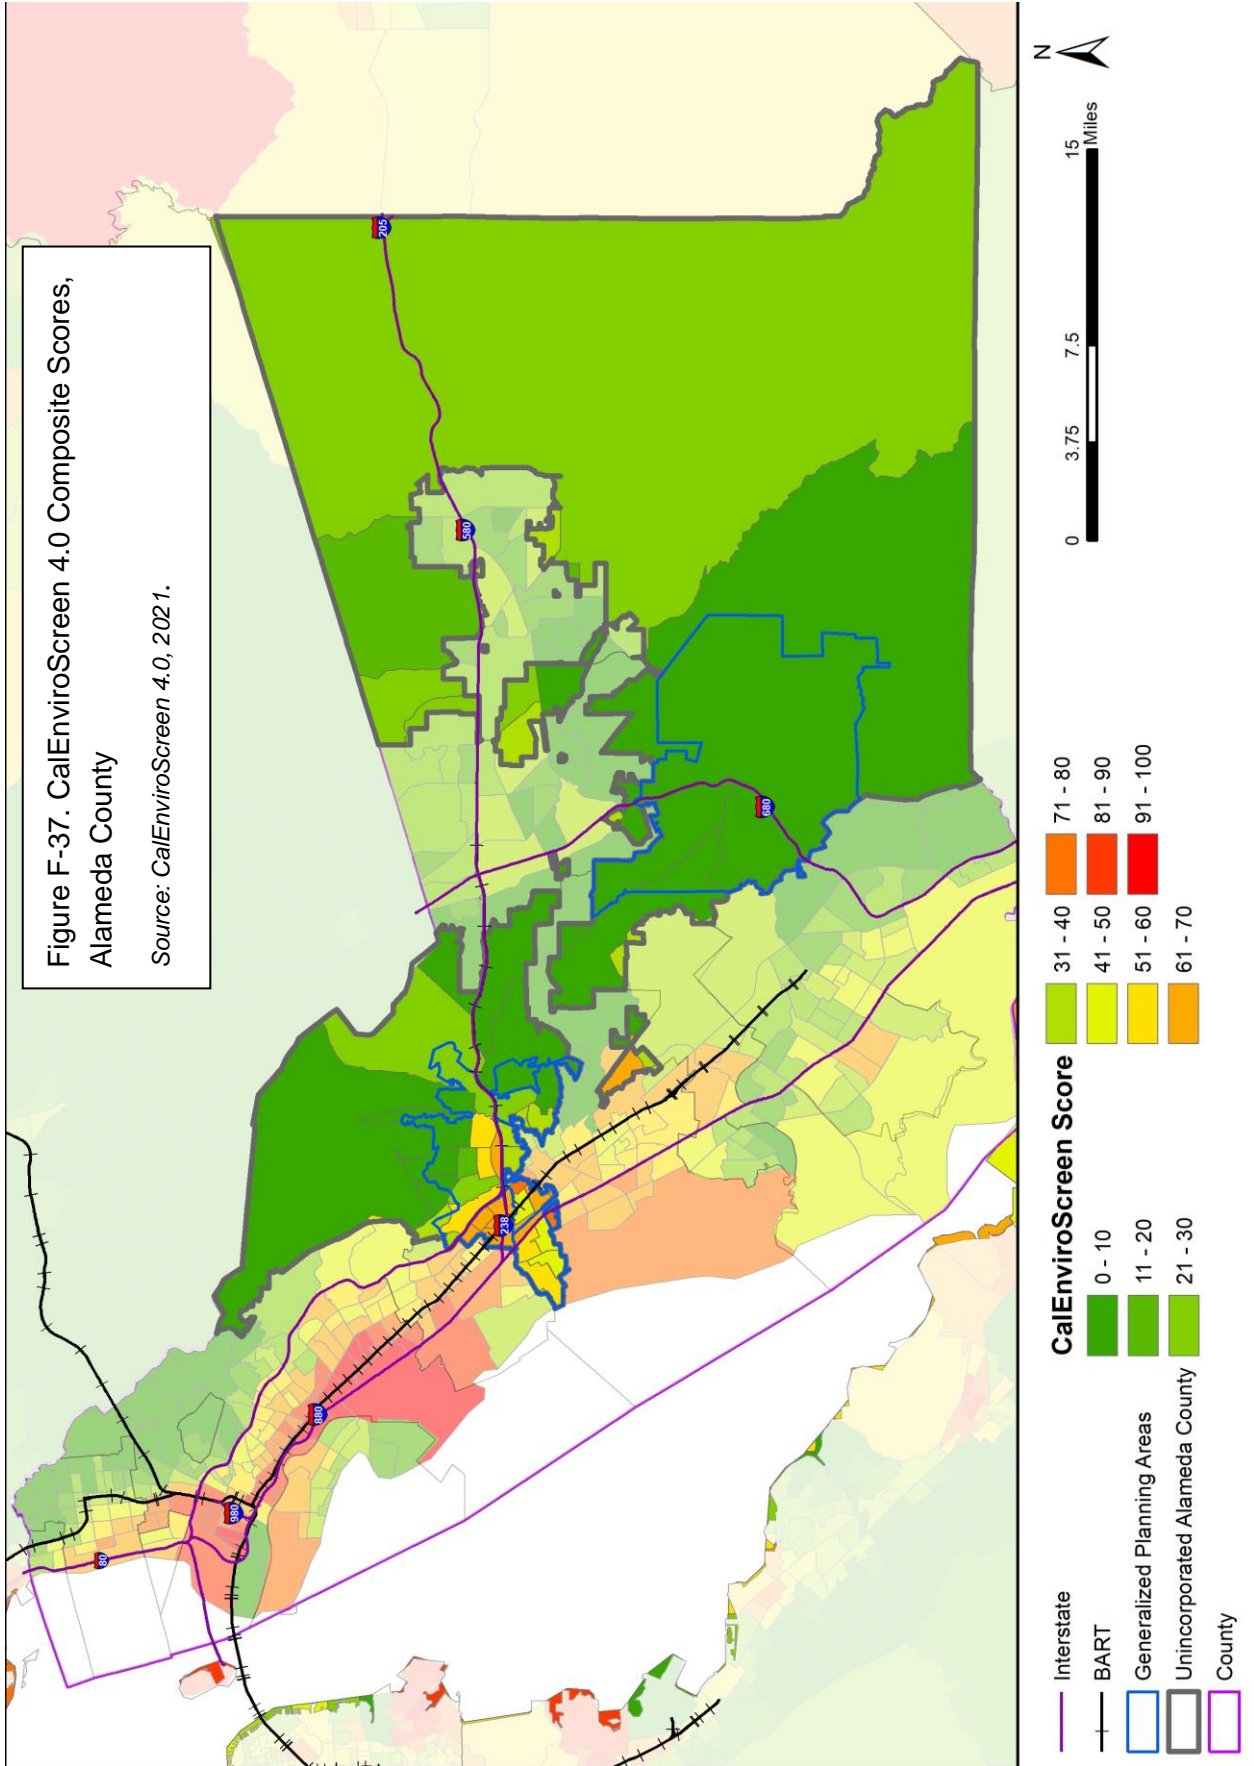 Figure F-37. CalEnviroScreen 4.0 Composite Scores,
Alameda County
Source: CalEnviroScreen 4.0, 2021.
80
980
880
238
580
205
680
Interstate
BART
Generalized Planning Areas
Unincorporated Alameda County
County
CalEnviroScreen Score
0 - 10
11 - 20
21 - 30
31 - 40
41 - 50
51 - 60
61 - 70
71 - 80
81 - 90
91 - 100
0 3.75 7.5 15
Miles
N